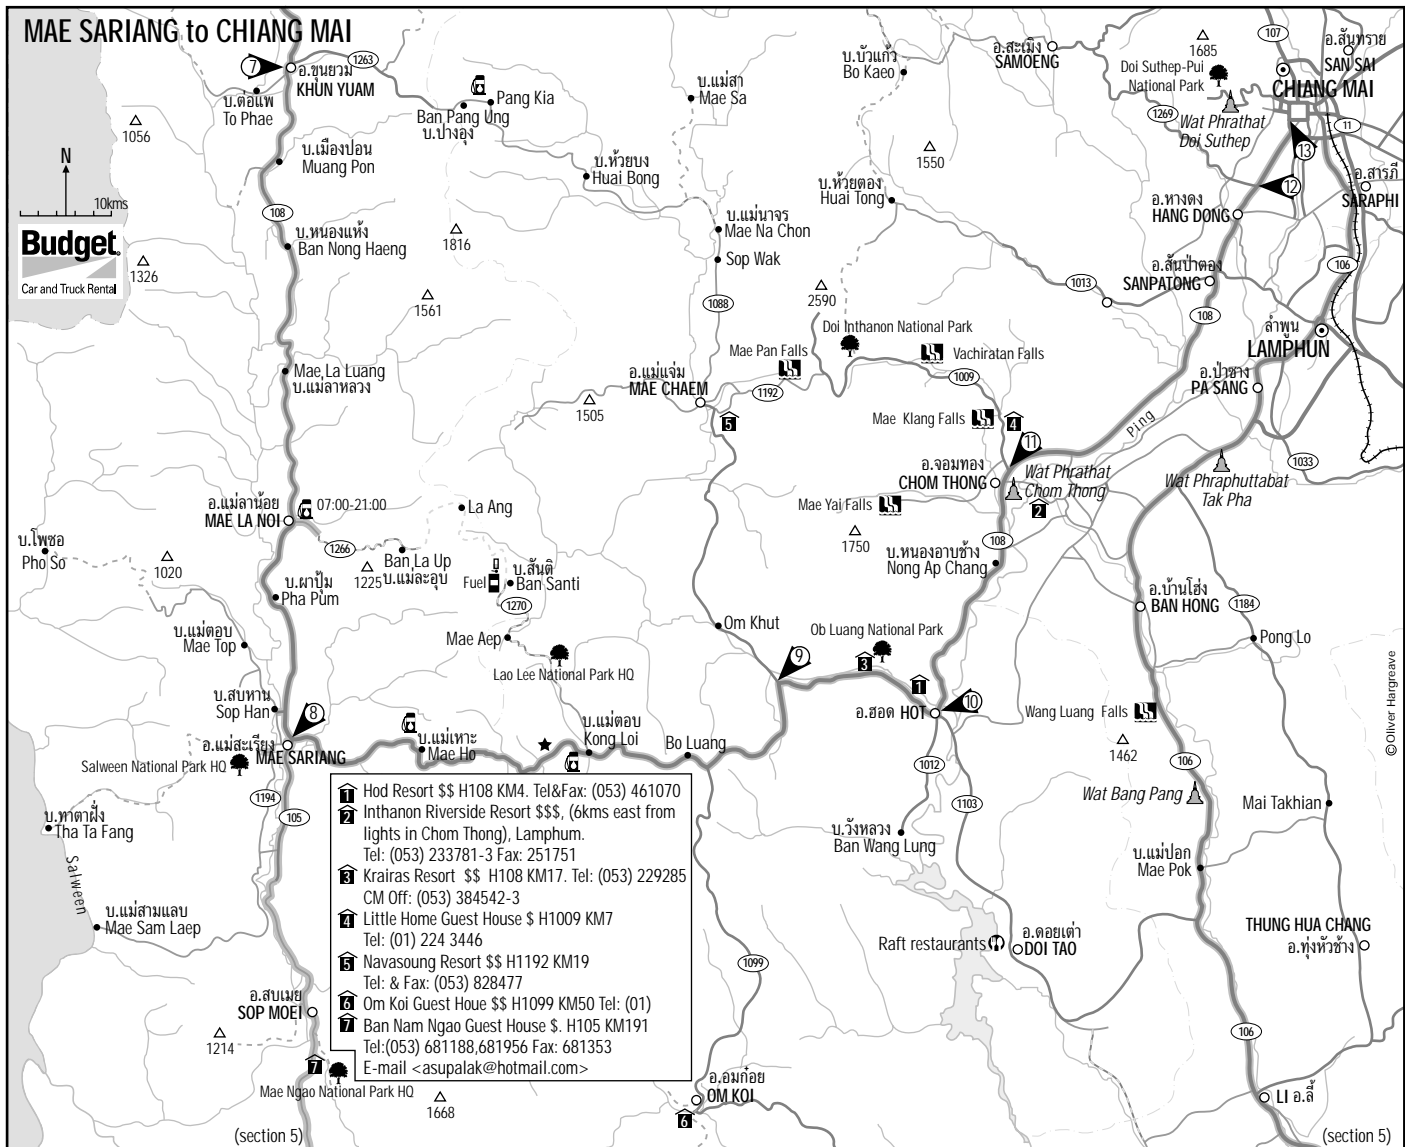 MAE SARIANG to CHIANG MAI
7
อ.ขุนยวม
KHUN YUAM
1263
บ.ต่อแพ
To Phae
1056
N
10kms
Budget
Car and Truck Rental
1326
บ.เมืองปอน
Muang Pon
108
บ.หนองแห้ง
Ban Nong Haeng
Pang Kia
Ban Pang Ung
บ.ปางอุง
บ.ห้วยบง
Huai Bong
1816
1561
บ.แม่สา
Mae Sa
บ.บัวแก้ว
Bo Kaeo
อ.สะเมิง
SAMOENG
1685
Doi Suthep-Pui
National Park
107
อ.สันทราย
SAN SAI
CHIANG MAI
1269
Wat Phrathat
Doi Suthep
11
13
12
อ.สารภี
SARAPHI
1550
บ.ห้วยตอง
Huai Tong
อ.หางดง
HANG DONG
บ.แม่นาจร
Mae Na Chon
Sop Wak
1088
2590
1013
อ.สันป่าตอง
SANPATONG
106
108
ลำพูน
LAMPHUN
Doi Inthanon National Park
Mae Pan Falls
Vachiratan Falls
1009
1192
อ.แม่แจ่ม
MAE CHAEM
5
1505
Mae La Luang
บ.แม่ลาหลวง
อ.ป่าซาง
PA SANG
Ping
Mae Klang Falls
4
11
1033
อ.จอมทอง
CHOM THONG
Wat Phrathat
Chom Thong
Wat Phraphuttabat
Tak Pha
Mae Yai Falls
2
1750
108
บ.หนองอาบช้าง
Nong Ap Chang
อ.แม่ลาน้อย
MAE LA NOI
07:00-21:00
La Ang
1266
Ban La Up
บ.แม่ละอุบ
1225
Fuel
บ.สันติ
Ban Santi
1270
บ.โพซอ
Pho So
1020
บ.ผาปุ้ม
Pha Pum
บ.แม่ตอบ
Mae Top
Mae Aep
Lao Lee National Park HQ
Om Khut
Ob Luang National Park
3
9
1
10
อ.ฮอด HOT
อ.บ้านโฮ่ง
BAN HONG
1184
Pong Lo
©Oliver Hargreave
บ.สบหาน
Sop Han
8
อ.แม่สะเรียง
MAE SARIANG
Salween National Park HQ
บ.แม่เหาะ
Mae Ho
บ.แม่ตอบ
Kong Loi
Bo Luang
Wang Luang Falls
1462
106
1012
1103
Wat Bang Pang
Mai Takhian
1194
105
บ.ทาตาฝั่ง
Tha Ta Fang
Salween
บ.แม่สามแลบ
Mae Sam Laep
1 Hod Resort $$ H108 KM4. Tel&Fax: (053) 461070
2 Inthanon Riverside Resort $$$, (6kms east from
lights in Chom Thong), Lamphum.
Tel: (053) 233781-3 Fax: 251751
3 Krairas Resort $$ H108 KM17. Tel: (053) 229285
CM Off: (053) 384542-3
4 Little Home Guest House $ H1009 KM7
Tel: (01) 224 3446
5 Navasoung Resort $$ H1192 KM19
Tel: & Fax: (053) 828477
6 Om Koi Guest Houe $$ H1099 KM50 Tel: (01)
7 Ban Nam Ngao Guest House $. H105 KM191
Tel:(053) 681188,681956 Fax: 681353
E-mail <asupalak@hotmail.com>
บ.วังหลวง
Ban Wang Lung
บ.แม่ปอก
Mae Pok
Raft restaurants
อ.ดอยเต่า
DOI TAO
THUNG HUA CHANG
อ.ทุ่งหัวช้าง
1099
อ.สบเมย
SOP MOEI
1214
7
Mae Ngao National Park HQ
1668
อ.อมก๋อย
OM KOI
6
106
LI อ.ลี้
(section 5)
(section 5)